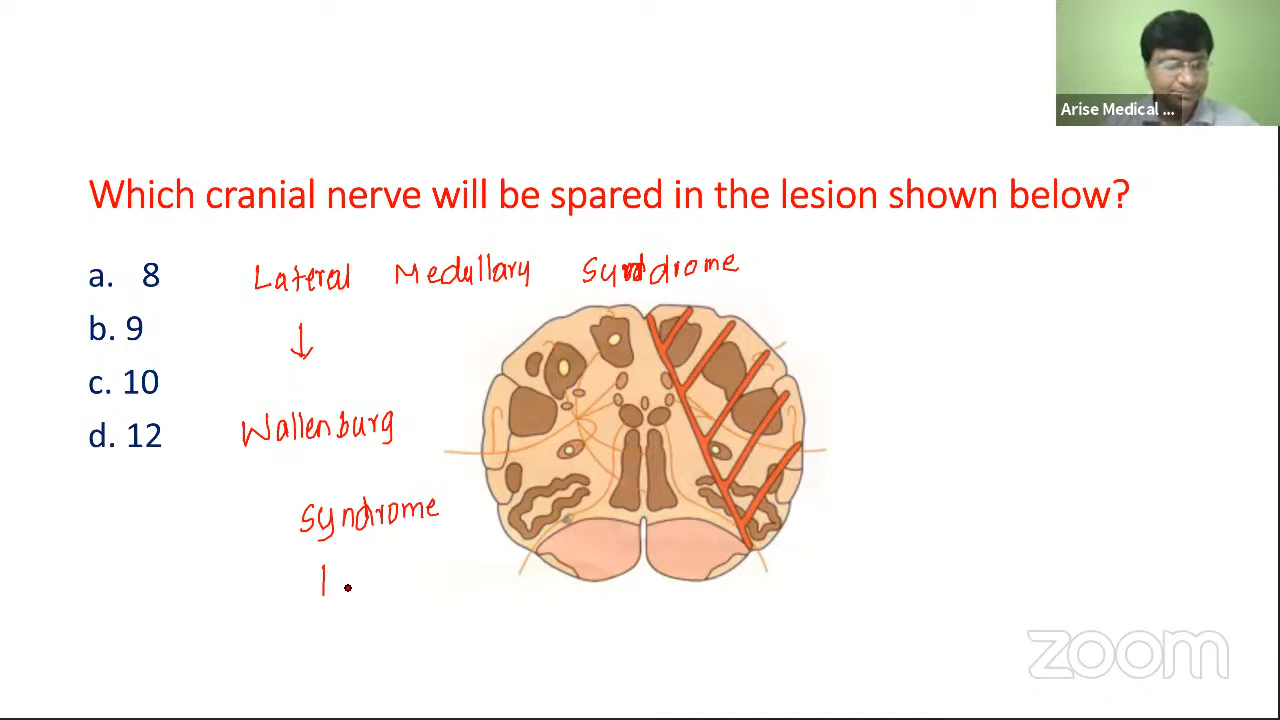 Arise Medical ...
Which cranial nerve will be spared in the lesion shown below?
a. 8
b. 9
c. 10
d. 12
Lateral Medullary Syndrome
↓
Wallenburg
Syndrome
zoom